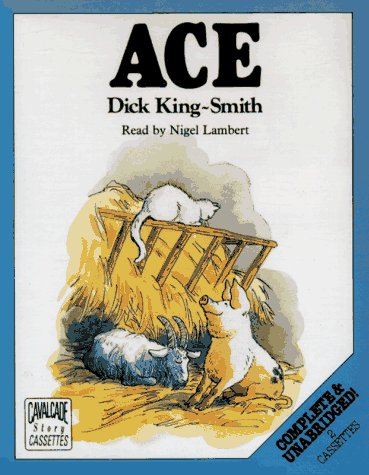 ACE
Dick King~Smith
Read by Nigel Lambert
CAVALCADE
Story
CASSETTES
COMPLETE &
UNABRIDGED!
2
CASSETTES